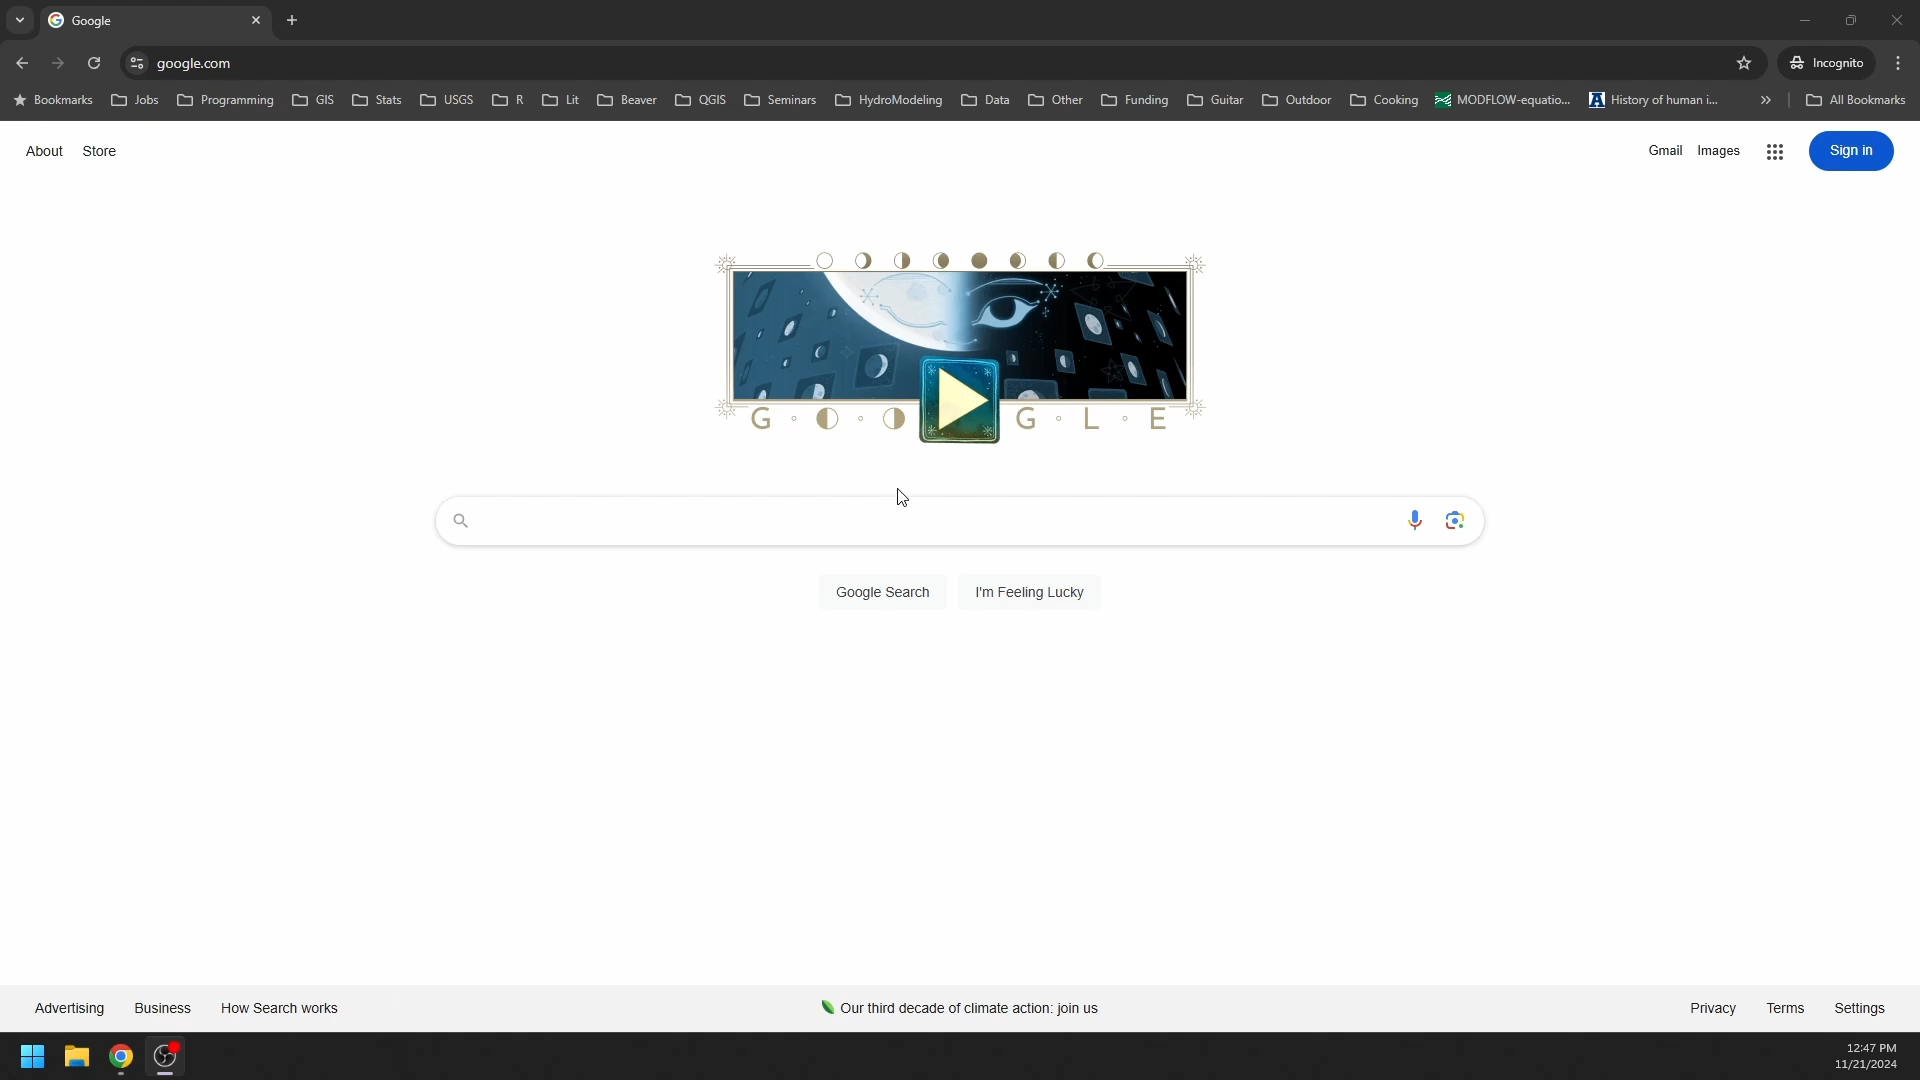 Google
google.com
Incognito
Bookmarks Jobs Programming GIS Stats USGS R Lit Beaver QGIS Seminars HydroModeling Data Other Funding Guitar Outdoor Cooking MODFLOW-equatio... History of human i... » All Bookmarks
About Store
Gmail Images Sign in
G G L E
Google Search I'm Feeling Lucky
Advertising Business How Search works
Our third decade of climate action: join us
Privacy Terms Settings
12:47 PM
11/21/2024